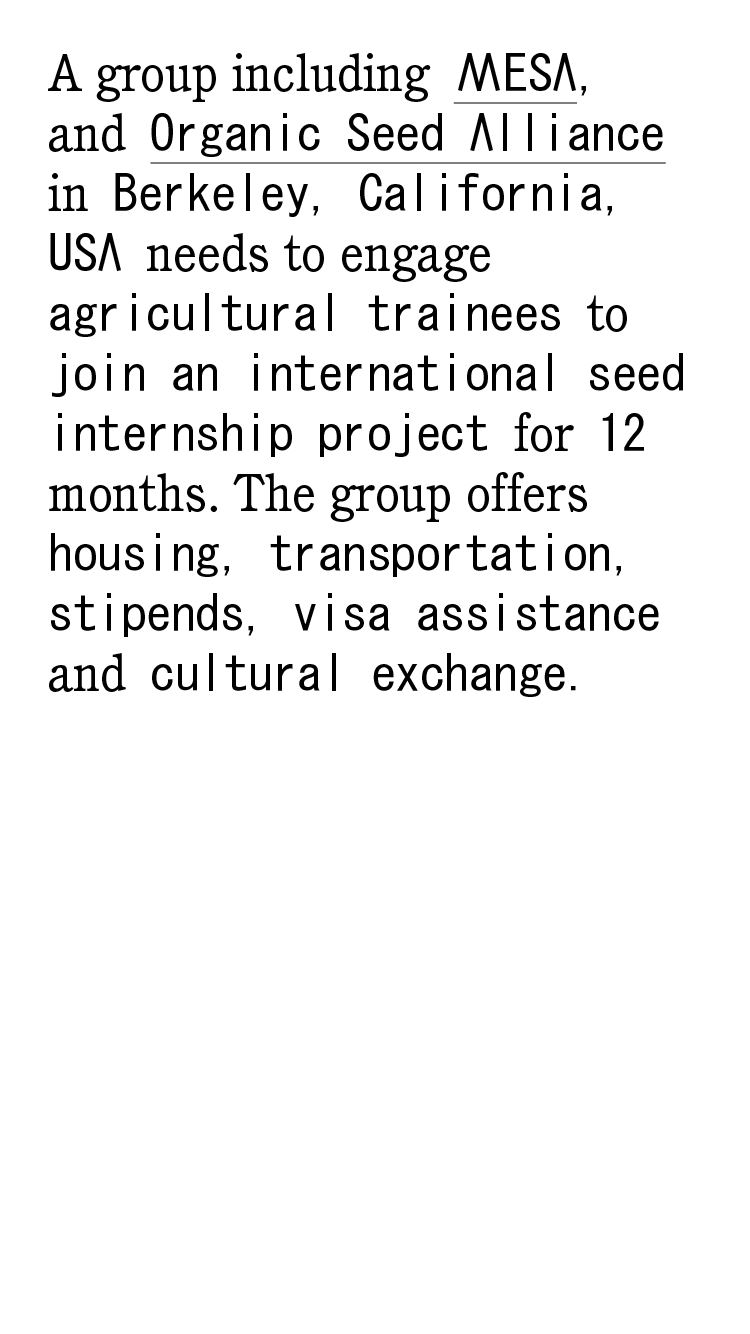 A group including MESA,
and Organic Seed Alliance
in Berkeley, California,
USA needs to engage
agricultural trainees to
join an international seed
internship project for 12
months. The group offers
housing, transportation,
stipends, visa assistance
and cultural exchange.